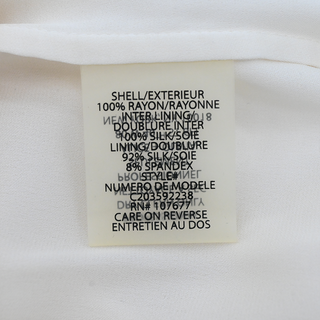 SHELL/EXTERIEUR
100% RAYON/RAYONNE
INTER LINING/
DOUBLURE INTER
100% SILK/SOIE
LINING/DOUBLURE
92% SILK/SOIE
8% SPANDEX
STYLE#
NUMERO DE MODELE
C203592238
RN# 107677
CARE ON REVERSE
ENTRETIEN AU DOS